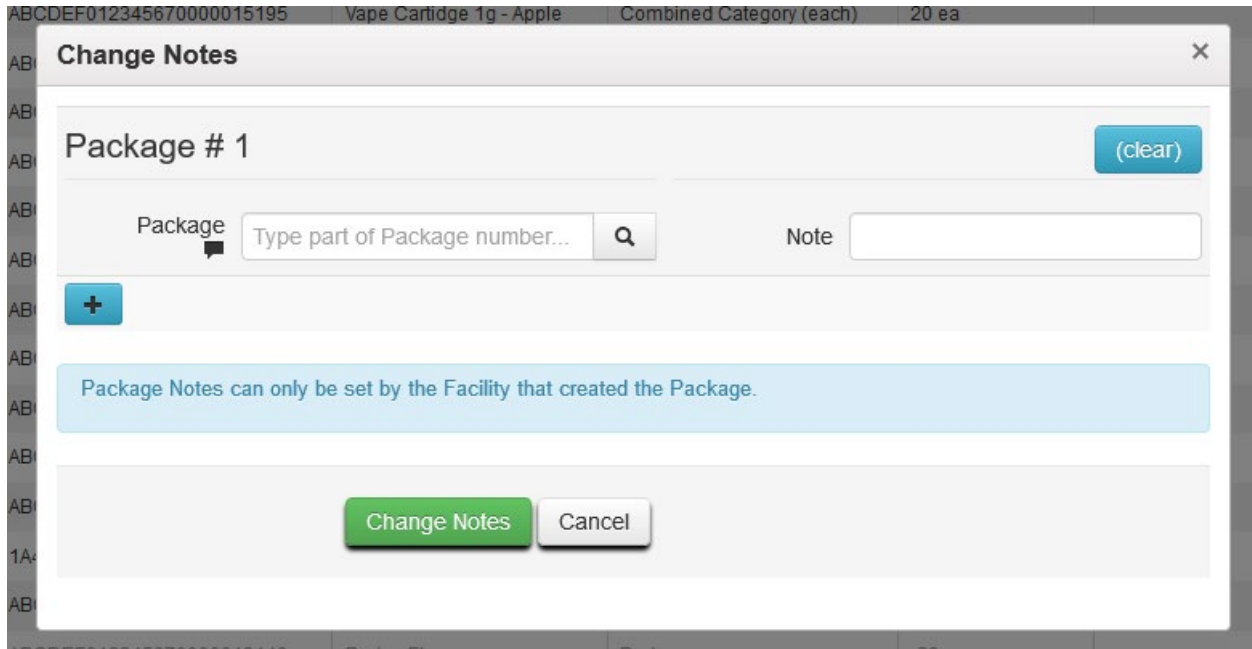 ABCDEF012345670000015195 Vape Cartidge 1g - Apple Combined Category (each) 20 ea
Change Notes ×
Package # 1 (clear)
Package Type part of Package number... Note
+
Package Notes can only be set by the Facility that created the Package.
Change Notes Cancel